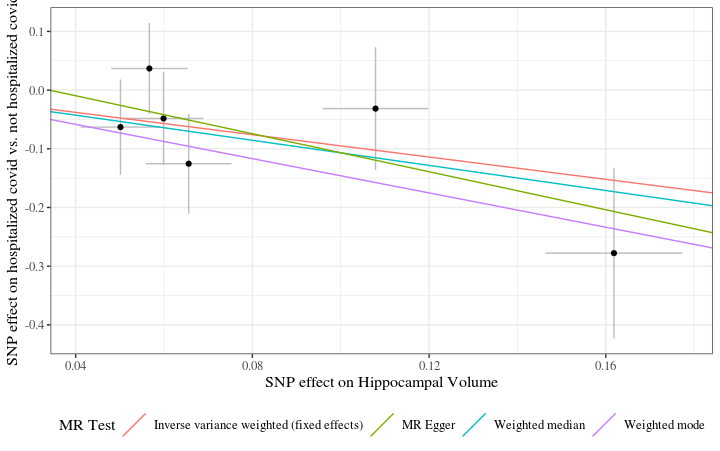 SNP effect on hospitalized covid vs. not hospitalized covid
0.1
0.0
-0.1
-0.2
-0.3
-0.4
0.04 0.08 0.12 0.16
SNP effect on Hippocampal Volume
MR Test Inverse variance weighted (fixed effects) MR Egger Weighted median Weighted mode